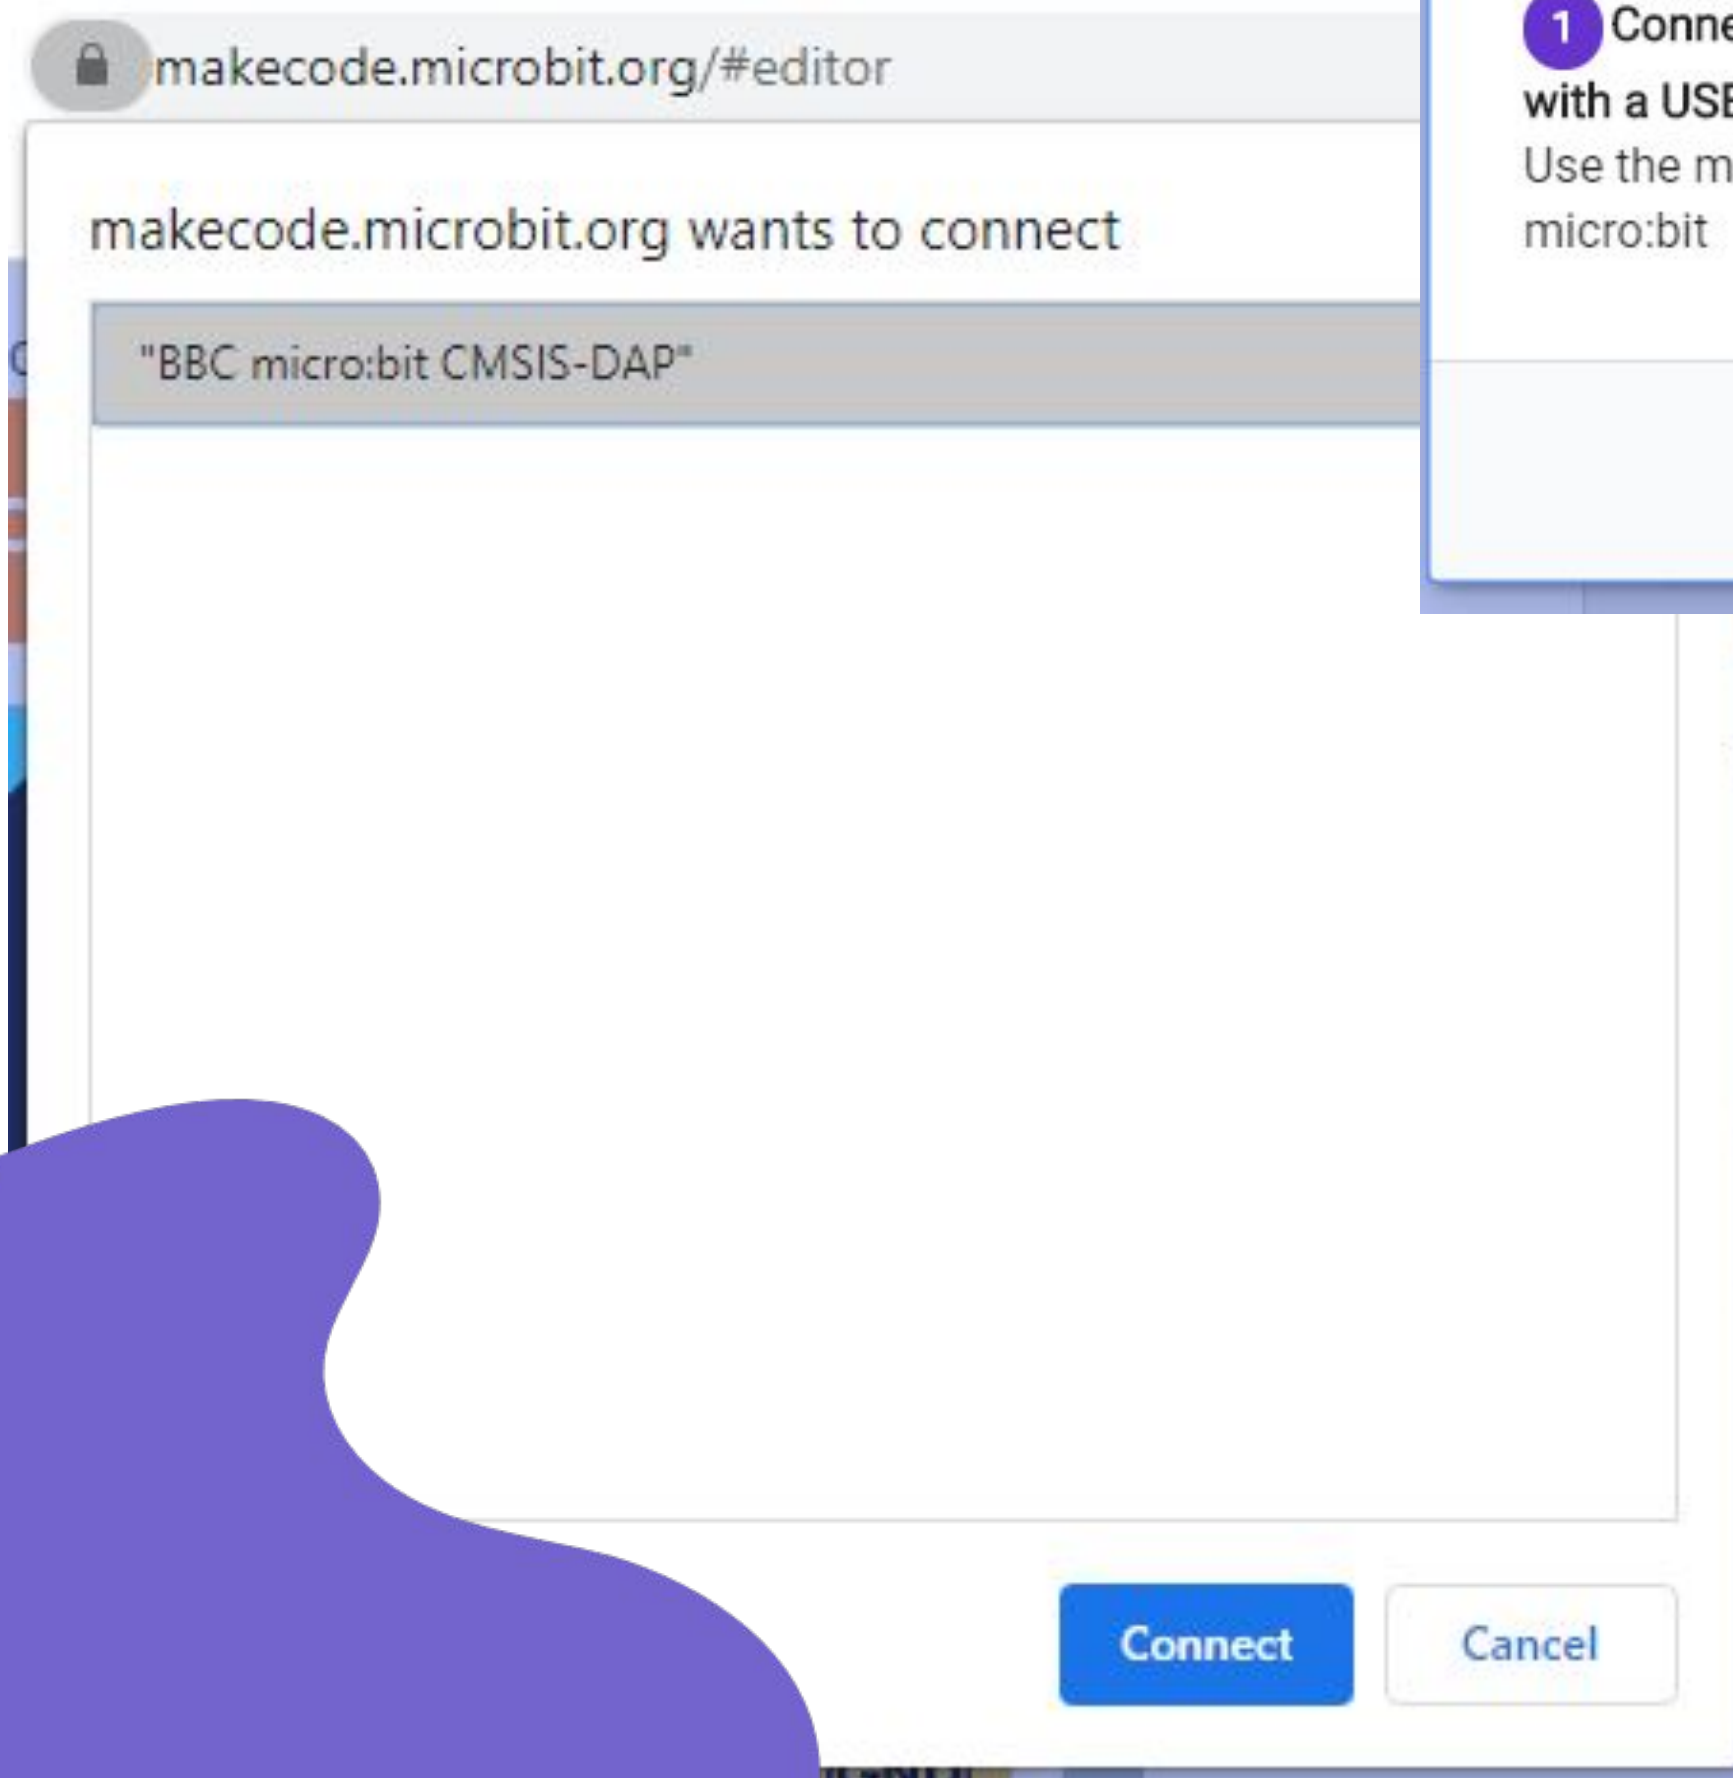 makecode.microbit.org/#editor
makecode.microbit.org wants to connect
"BBC micro:bit CMSIS-DAP"
Connect
Cancel
1
with a
Use the
micro:bit